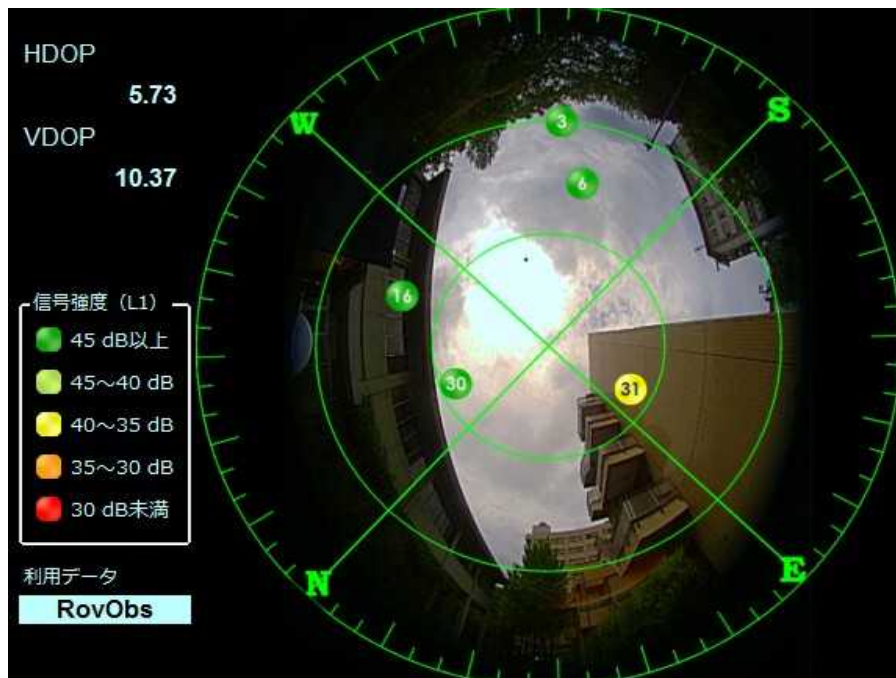 HDOP
5.73
VDOP
10.37
信号強度（L1）
45 dB以上
45～40 dB
40～35 dB
35～30 dB
30 dB未満
利用データ
RovObs
W
S
3
6
16
30
31
N
E